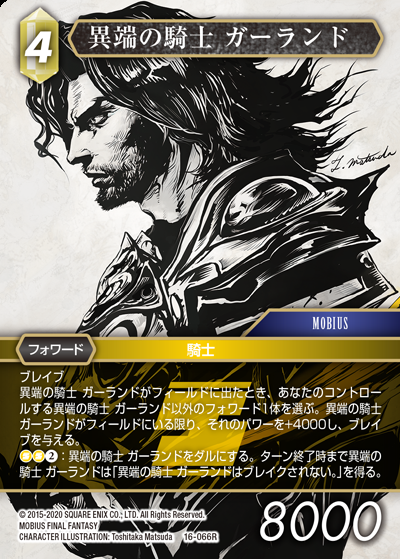 4
異端の騎士 ガーランド
T. Matsuda
MOBIUS
フォワード
騎士
ブレイブ
異端の騎士 ガーランドがフィールドに出たとき、あなたのコントロー
ルする異端の騎士 ガーランド以外のフォワード1体を選ぶ。異端の騎士
ガーランドがフィールドにいる限り、それのパワーを+4000し、ブレイ
ブを与える。
2:異端の騎士 ガーランドをダルにする。ターン終了時まで異端の騎
士 ガーランドは「異端の騎士 ガーランドはブレイクされない。」を得る。
© 2015-2020 SQUARE ENIX CO., LTD. All Rights Reserved.
MOBIUS FINAL FANTASY
CHARACTER ILLUSTRATION: Toshitaka Matsuda
16-066R
8000